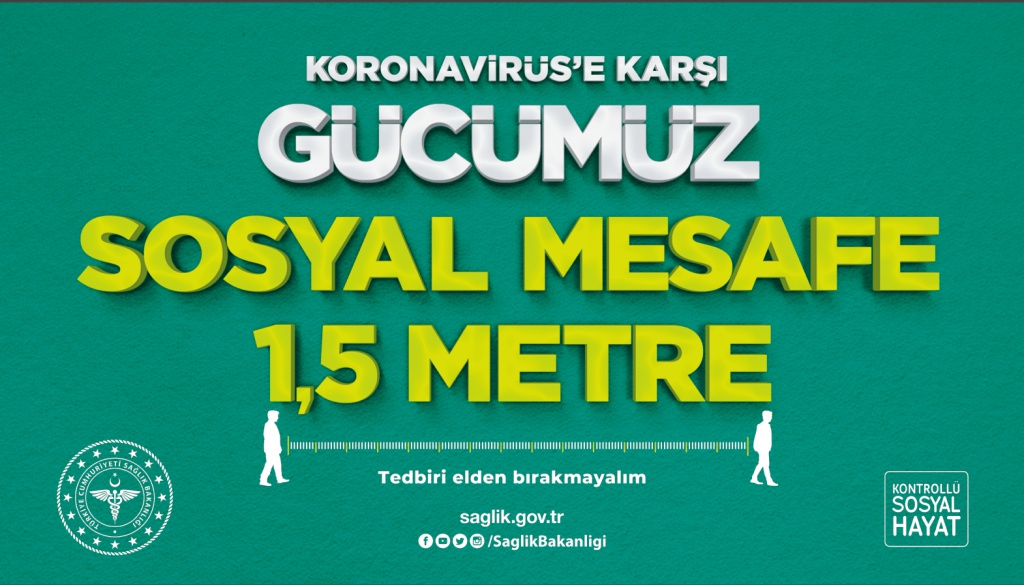 KORONAVİRÜS'E KARŞI
GÜCÜMÜZ
SOSYAL MESAFE
1,5 METRE
Tedbiri elden bırakmayalım
saglik.gov.tr
/SaglikBakanligi
TÜRKİYE CUMHURİYETİ SAĞLIK BAKANLIĞI
KONTROLLÜ
SOSYAL
HAYAT